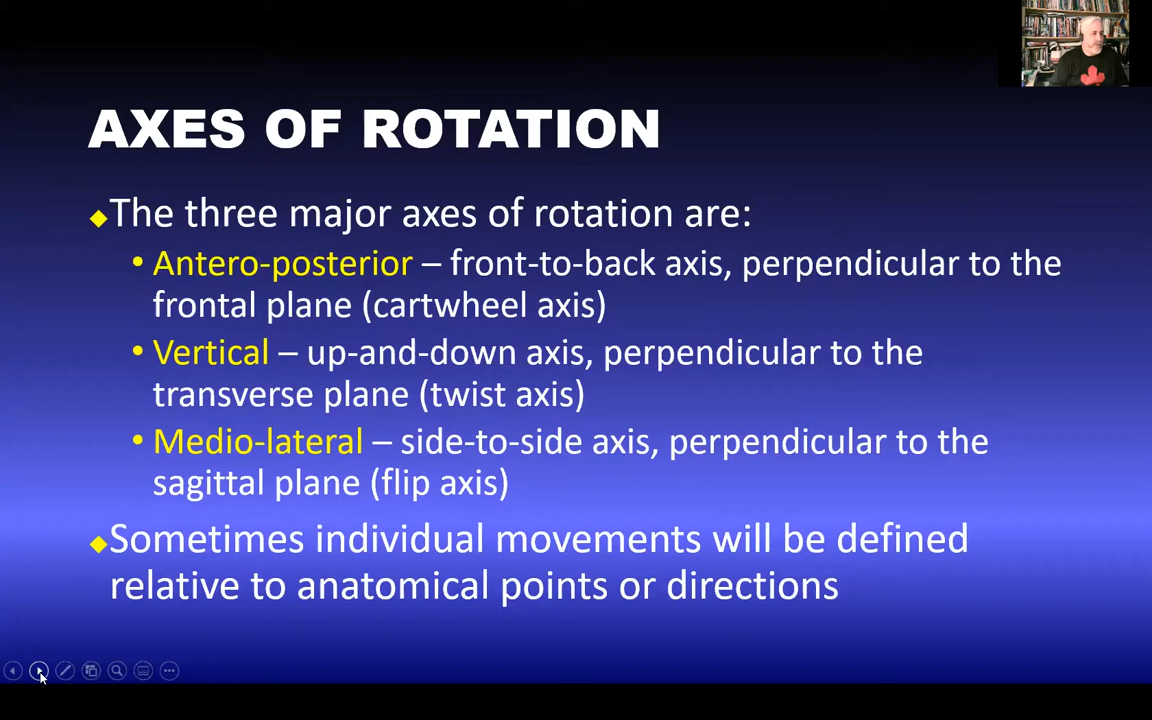 AXES OF ROTATION
The three major axes of rotation are:
Antero-posterior – front-to-back axis, perpendicular to the
frontal plane (cartwheel axis)
Vertical – up-and-down axis, perpendicular to the
transverse plane (twist axis)
Medio-lateral – side-to-side axis, perpendicular to the
sagittal plane (flip axis)
Sometimes individual movements will be defined
relative to anatomical points or directions